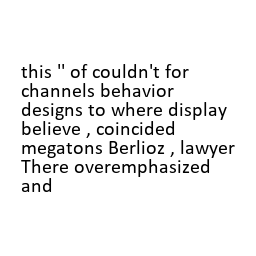 this " of couldn't for
channels behavior
designs to where display
believe , coincided
megatons Berlioz , lawyer
There overemphasized
and